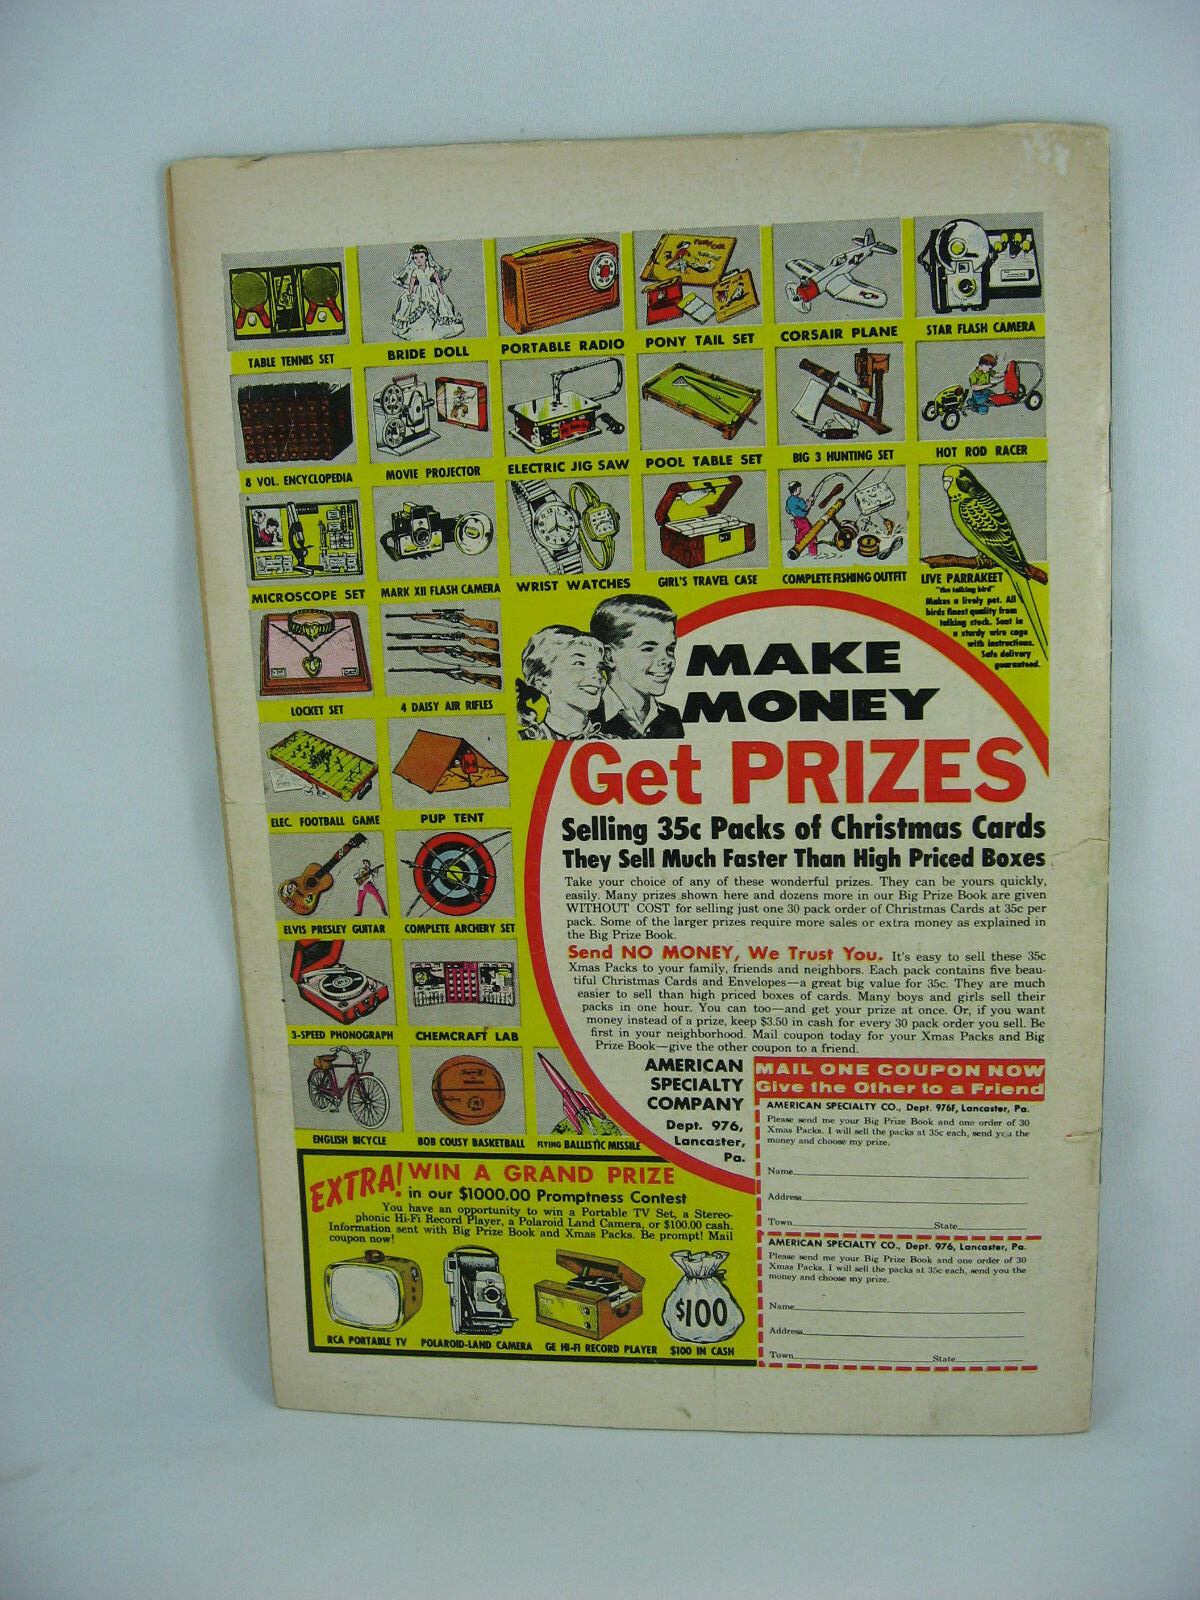 TABLE TENNIS SET
BRIDE DOLL
PORTABLE RADIO
PONY TAIL SET
CORSAIR PLANE
STAR FLASH CAMERA
8 VOL. ENCYCLOPEDIA
MOVIE PROJECTOR
ELECTRIC JIG SAW
POOL TABLE SET
BIG 3 HUNTING SET
HOT ROD RACER
MICROSCOPE SET
MARK XII FLASH CAMERA
WRIST WATCHES
GIRL'S TRAVEL CASE
COMPLETE FISHING OUTFIT
LIVE PARRAKEET
"the talking bird"
Makes a lively pet. All
birds finest quality from
talking stock. Sent in
a sturdy wire cage
with instructions.
Safe delivery
guaranteed.
LOCKET SET
4 DAISY AIR RIFLES
ELEC. FOOTBALL GAME
PUP TENT
ELVIS PRESLEY GUITAR
COMPLETE ARCHERY SET
3-SPEED PHONOGRAPH
CHEMCRAFT LAB
ENGLISH BICYCLE
BOB COUSY BASKETBALL
FLYING BALLISTIC MISSILE
MAKE
MONEY
Get PRIZES
Selling 35c Packs of Christmas Cards
They Sell Much Faster Than High Priced Boxes
Take your choice of any of these wonderful prizes. They can be yours quickly,
easily. Many prizes shown here and dozens more in our Big Prize Book are given
WITHOUT COST for selling just one 30 pack order of Christmas Cards at 35c per
pack. Some of the larger prizes require more sales or extra money as explained in
the Big Prize Book.
Send NO MONEY, We Trust You. It's easy to sell these 35c
Xmas Packs to your family, friends and neighbors. Each pack contains five beau-
tiful Christmas Cards and Envelopes—a great big value for 35c. They are much
easier to sell than high priced boxes of cards. Many boys and girls sell their
packs in one hour. You can too—and get your prize at once. Or, if you want
money instead of a prize, keep $3.50 in cash for every 30 pack order you sell. Be
first in your neighborhood. Mail coupon today for your Xmas Packs and Big
Prize Book—give the other coupon to a friend.
AMERICAN
SPECIALTY
COMPANY
Dept. 976,
Lancaster,
Pa.
MAIL ONE COUPON NOW
Give the Other to a Friend
AMERICAN SPECIALTY CO., Dept. 976F, Lancaster, Pa.
Please send me your Big Prize Book and one order of 30
Xmas Packs. I will sell the packs at 35c each, send you the
money and choose my prize.
Name
Address
Town State
AMERICAN SPECIALTY CO., Dept. 976, Lancaster, Pa.
Please send me your Big Prize Book and one order of 30
Xmas Packs. I will sell the packs at 35c each, send you the
money and choose my prize.
Name
Address
Town State
EXTRA! WIN A GRAND PRIZE
in our $1000.00 Promptness Contest
You have an opportunity to win a Portable TV Set, a Stereo-
phonic Hi-Fi Record Player, a Polaroid Land Camera, or $100.00 cash.
Information sent with Big Prize Book and Xmas Packs. Be prompt! Mail
coupon now!
$100
RCA PORTABLE TV
POLAROID-LAND CAMERA
GE HI-FI RECORD PLAYER
$100 IN CASH